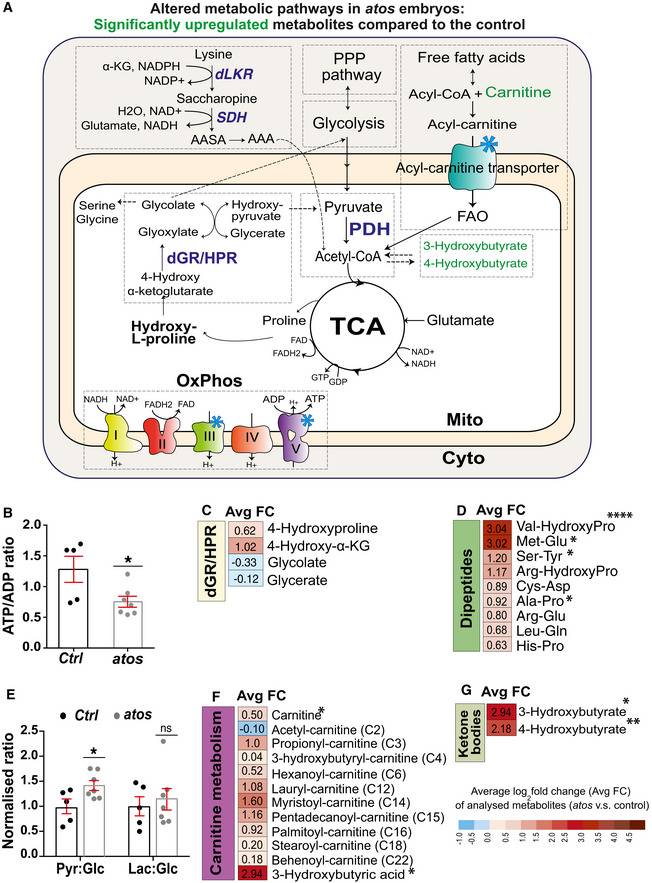 A
Altered metabolic pathways in atos embryos:
Significantly upregulated metabolites compared to the control
Lysine
α-KG, NADPH
NADP+
dLKR
Saccharopine
H2O, NAD+
Glutamate, NADH
SDH
AASA
AAA
PPP
pathway
Glycolysis
Free fatty acids
Acyl-CoA + Carnitine
Acyl-carnitine
Acyl-carnitine transporter
FAO
Serine
Glycine
Glycolate
Hydroxy-
pyruvate
Glyoxylate
Glycerate
dGR/HPR
4-Hydroxy
α-ketoglutarate
Hydroxy-
L-proline
Pyruvate
PDH
Acetyl-CoA
3-Hydroxybutyrate
4-Hydroxybutyrate
TCA
Proline
FAD
FADH2
GTP
GDP
Glutamate
NAD+
NADH
OxPhos
NADH
NAD+
FADH2
FAD
ADP
H+
ATP
I
II
III
IV
V
H+
H+
H+
Mito
Cyto
B
ATP/ADP ratio
2.0
1.5
1.0
0.5
0.0
*
Ctrl
atos
C
Avg FC
dGR/HPR
0.62 4-Hydroxyproline
1.02 4-Hydroxy-α-KG
-0.33 Glycolate
-0.12 Glycerate
D
Avg FC
Dipeptides
3.04 Val-HydroxyPro ****
3.02 Met-Glu *
1.20 Ser-Tyr *
1.17 Arg-HydroxyPro
0.89 Cys-Asp
0.92 Ala-Pro *
0.80 Arg-Glu
0.68 Leu-Gln
0.63 His-Pro
E
Ctrl
atos
Normalised ratio
2.5
2.0
1.5
1.0
0.5
0.0
*
ns
Pyr:Glc
Lac:Glc
F
Avg FC
Carnitine metabolism
0.50 Carnitine *
-0.10 Acetyl-carnitine (C2)
1.0 Propionyl-carnitine (C3)
0.04 3-hydroxybutyryl-carnitine (C4)
0.52 Hexanoyl-carnitine (C6)
1.08 Lauryl-carnitine (C12)
1.60 Myristoyl-carnitine (C14)
1.16 Pentadecanoyl-carnitine (C15)
0.92 Palmitoyl-carnitine (C16)
0.20 Stearoyl-carnitine (C18)
0.18 Behenoyl-carnitine (C22)
2.94 3-Hydroxybutyric acid *
G
Avg FC
Ketone
bodies
2.94 3-Hydroxybutyrate *
2.18 4-Hydroxybutyrate **
Average log2fold change (Avg FC)
of analysed metabolites (atos v.s. control)
-1.0 -0.5 0.0 0.5 1.0 1.5 2.0 2.5 3.0 3.5 4.0 4.5 5.0